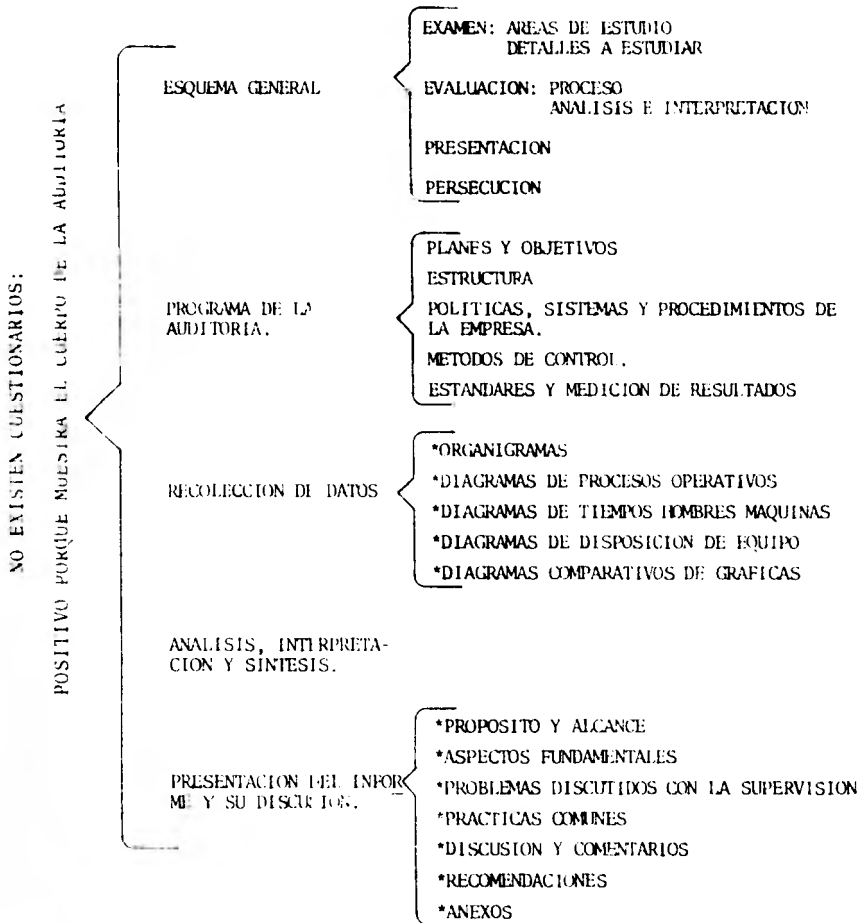 NO EXISTEN CUESTIONARIOS:
POSITIVO PORQUE MUESTRA EL CUERPO DE LA AUDITORIA
ESQUEMA GENERAL
EXAMEN: AREAS DE ESTUDIO
DETALLES A ESTUDIAR
EVALUACION: PROCESO
ANALISIS E INTERPRETACION
PRESENTACION
PERSECUCION
PROGRAMA DE LA
AUDITORIA.
PLANES Y OBJETIVOS
ESTRUCTURA
POLITICAS, SISTEMAS Y PROCEDIMIENTOS DE
LA EMPRESA.
METODOS DE CONTROL.
ESTANDARES Y MEDICION DE RESULTADOS
RECOLECCION DE DATOS
*ORGANIGRAMAS
*DIAGRAMAS DE PROCESOS OPERATIVOS
*DIAGRAMAS DE TIEMPOS HOMBRES MAQUINAS
*DIAGRAMAS DE DISPOSICION DE EQUIPO
*DIAGRAMAS COMPARATIVOS DE GRAFICAS
ANALISIS, INTERPRETA-
CION Y SINTESIS.
PRESENTACION DEL INFOR
ME Y SU
*PROPOSITO Y ALCANCE
*ASPECTOS FUNDAMENTALES
*PROBLEMAS DISCUTIDOS CON LA SUPERVISION
*PRACTICAS COMUNES
*DISCUSION Y COMENTARIOS
*RECOMENDACIONES
*ANEXOS